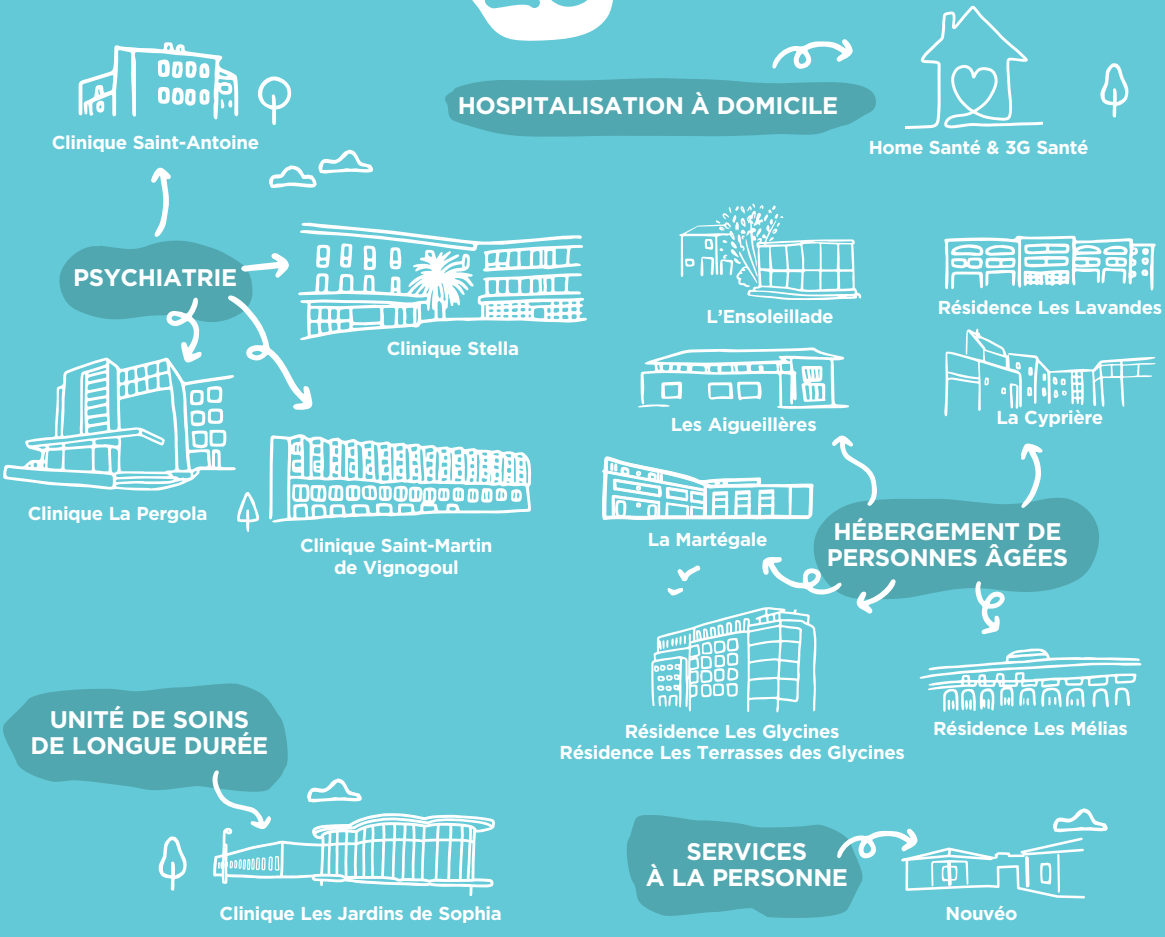 HOSPITALISATION À DOMICILE
Home Santé & 3G Santé
Clinique Saint-Antoine
PSYCHIATRIE
Clinique Stella
Clinique La Pergola
Clinique Saint-Martin
de Vignogoul
L'Ensoleillade
Résidence Les Lavandes
Les Aigueillères
La Cyprière
La Martégale
HÉBERGEMENT DE
PERSONNES ÂGÉES
Résidence Les Glycines
Résidence Les Terrasses des Glycines
Résidence Les Mélias
UNITÉ DE SOINS
DE LONGUE DURÉE
Clinique Les Jardins de Sophia
SERVICES
À LA PERSONNE
Nouvéo